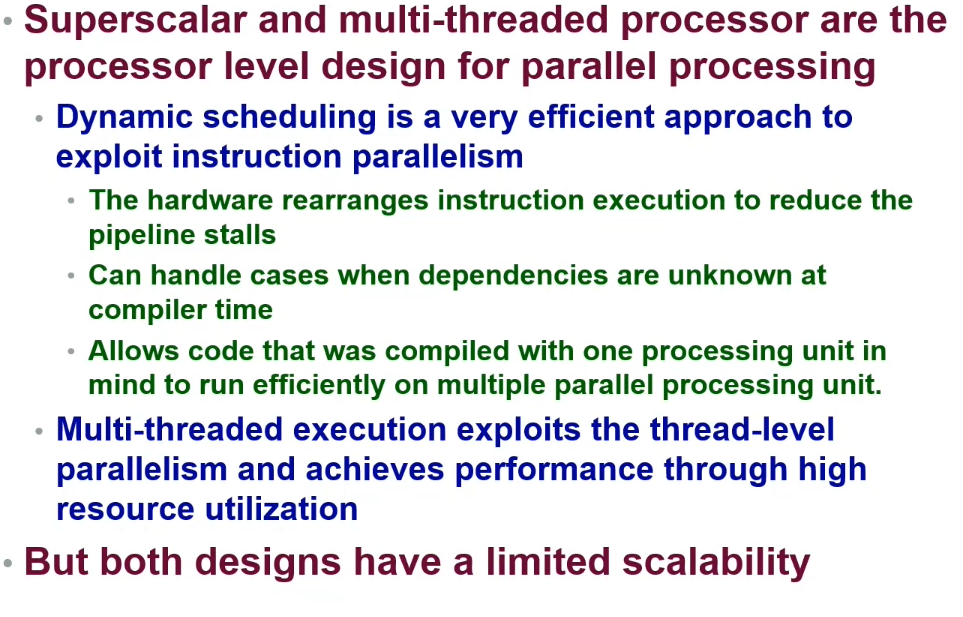 • Superscalar and multi-threaded processor are the
processor level design for parallel processing
• Dynamic scheduling is a very efficient approach to
exploit instruction parallelism
• The hardware rearranges instruction execution to reduce the
pipeline stalls
• Can handle cases when dependencies are unknown at
compiler time
• Allows code that was compiled with one processing unit in
mind to run efficiently on multiple parallel processing unit.
• Multi-threaded execution exploits the thread-level
parallelism and achieves performance through high
resource utilization
• But both designs have a limited scalability